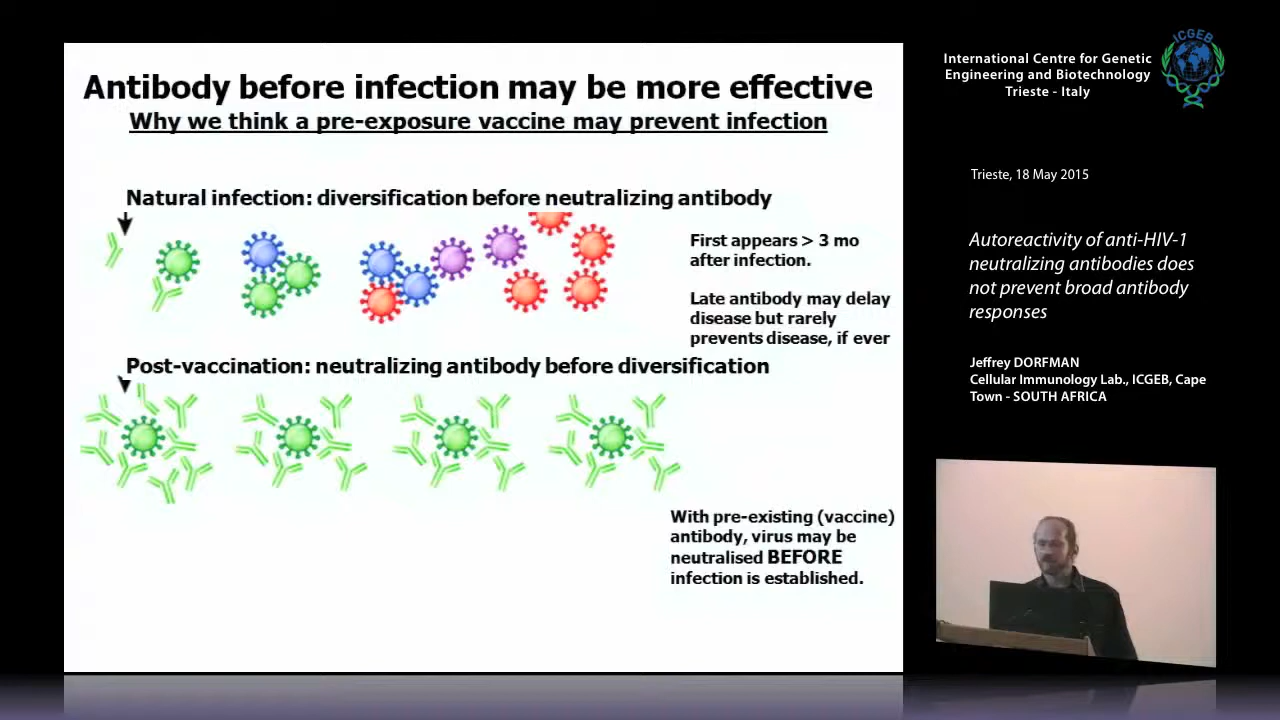 Antibody before infection may be more effective
Why we think a pre-exposure vaccine may prevent infection
Natural infection: diversification before neutralizing antibody
First appears > 3 mo
after infection.
Late antibody may delay
disease but rarely
prevents disease, if ever
Post-vaccination: neutralizing antibody before diversification
With pre-existing (vaccine)
antibody, virus may be
neutralised BEFORE
infection is established.
International Centre for Genetic
Engineering and Biotechnology
Trieste - Italy
ICGEB
Trieste, 18 May 2015
Autoreactivity of anti-HIV-1
neutralizing antibodies does
not prevent broad antibody
responses
Jeffrey DORFMAN
Cellular Immunology Lab., ICGEB, Cape
Town - SOUTH AFRICA